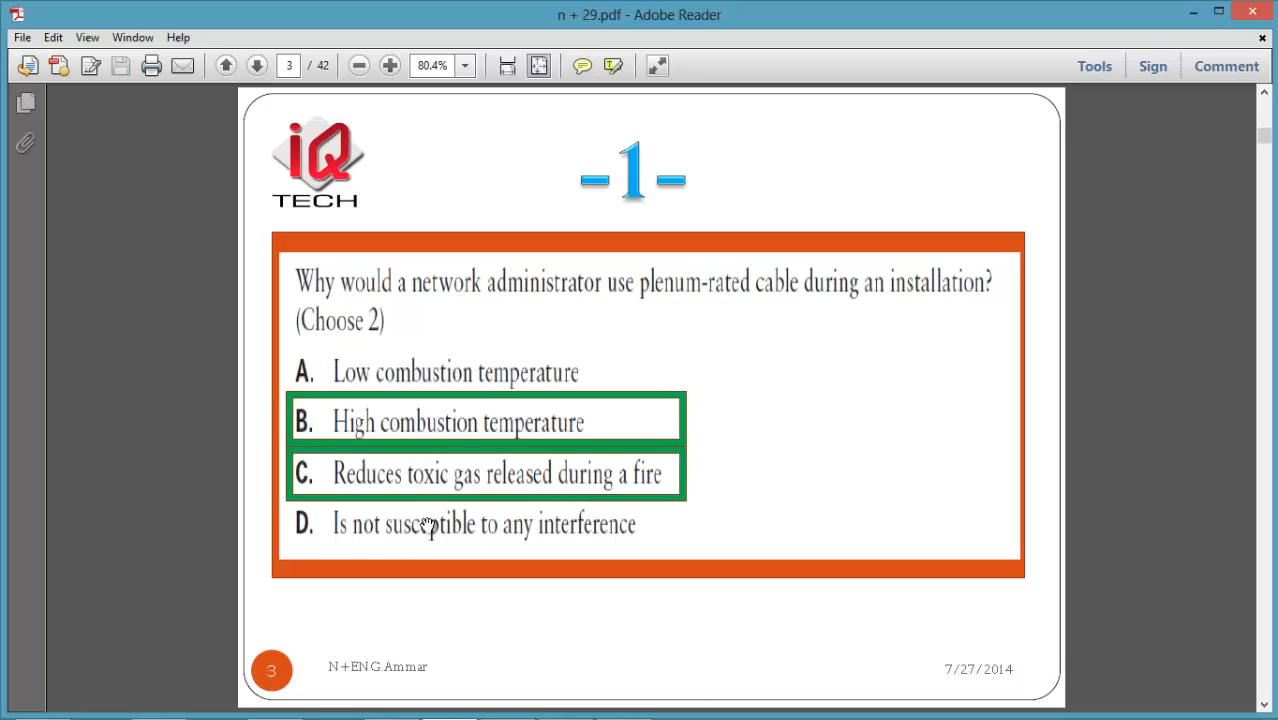 n + 29.pdf - Adobe Reader
File Edit View Window Help
3 / 42 80.4% Tools Sign Comment
iQ
TECH
-1-
Why would a network administrator use plenum-rated cable during an installation?
(Choose 2)
A. Low combustion temperature
B. High combustion temperature
C. Reduces toxic gas released during a fire
D. Is not susceptible to any interference
3 N+ENG.Ammar 7/27/2014